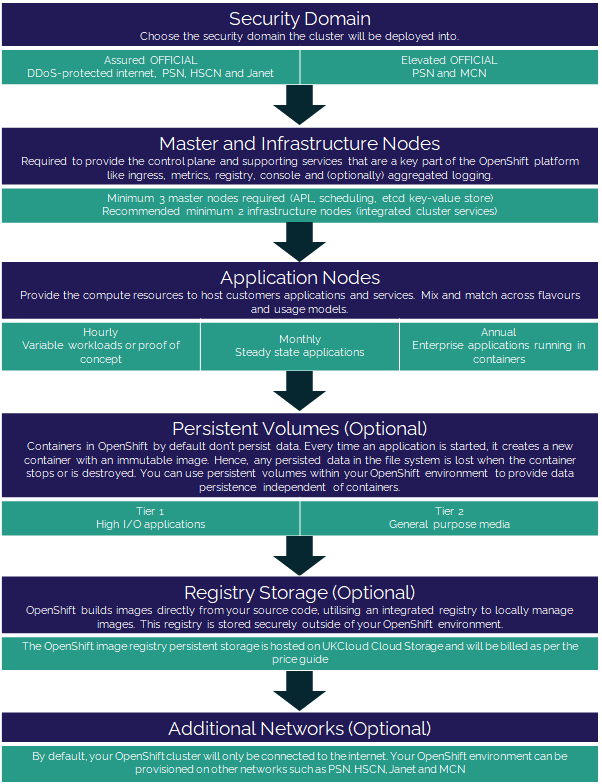 Security Domain
Choose the security domain the cluster will be deployed into.
Assured OFFICIAL
DDoS-protected internet, PSN, HSCN and Janet
Elevated OFFICIAL
PSN and MCN
Master and Infrastructure Nodes
Required to provide the control plane and supporting services that are a key part of the OpenShift platform
like ingress, metrics, registry, console and (optionally) aggregated logging.
Minimum 3 master nodes required (APL, scheduling, etcd key-value store)
Recommended minimum 2 infrastructure nodes (integrated cluster services)
Application Nodes
Provide the compute resources to host customers applications and services. Mix and match across flavours
and usage models.
Hourly
Variable workloads or proof of
concept
Monthly
Steady state applications
Annual
Enterprise applications running in
containers
Persistent Volumes (Optional)
Containers in OpenShift by default don't persist data. Every time an application is started, it creates a new
container with an immutable image. Hence, any persisted data in the file system is lost when the container
stops or is destroyed. You can use persistent volumes within your OpenShift environment to provide data
persistence independent of containers.
Tier 1
High I/O applications
Tier 2
General purpose media
Registry Storage (Optional)
OpenShift builds images directly from your source code, utilising an integrated registry to locally manage
images. This registry is stored securely outside of your OpenShift environment.
The OpenShift image registry persistent storage is hosted on UKCloud Cloud Storage and will be billed as per the
price guide
Additional Networks (Optional)
By default, your OpenShift cluster will only be connected to the internet. Your OpenShift environment can be
provisioned on other networks such as PSN. HSCN, Janet and MCN